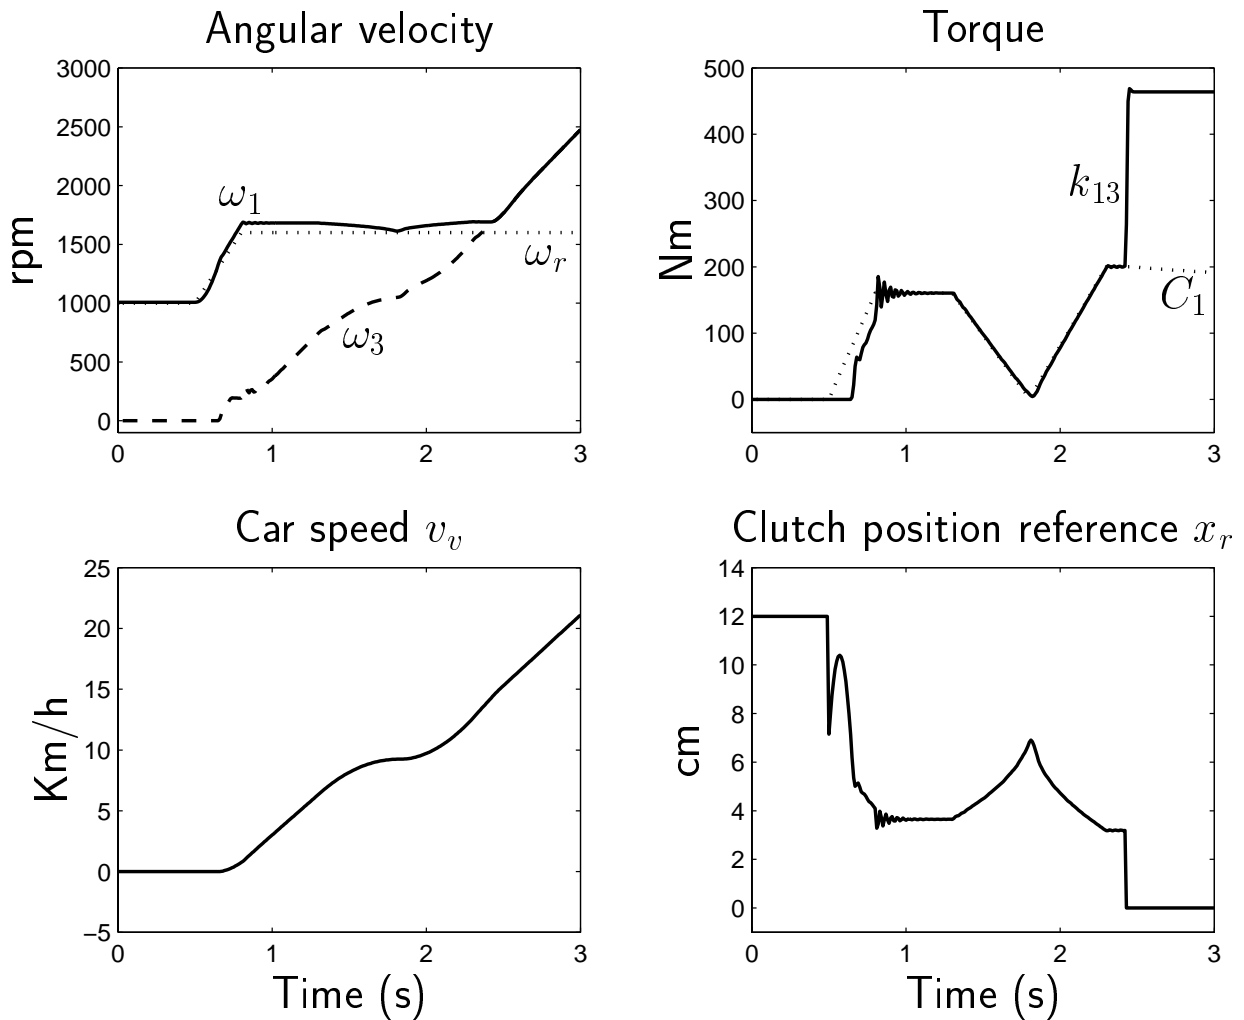 Angular velocity
3000
2500
2000
1500
1000
500
0
rpm
ω₁
ωᵣ
ω₃
0 1 2 3
Torque
500
400
300
200
100
0
Nm
k₁₃
C₁
0 1 2 3
Car speed vᵥ
25
20
15
10
5
0
−5
Km/h
0 1 2 3
Time (s)
Clutch position reference xᵣ
14
12
10
8
6
4
2
0
cm
0 1 2 3
Time (s)